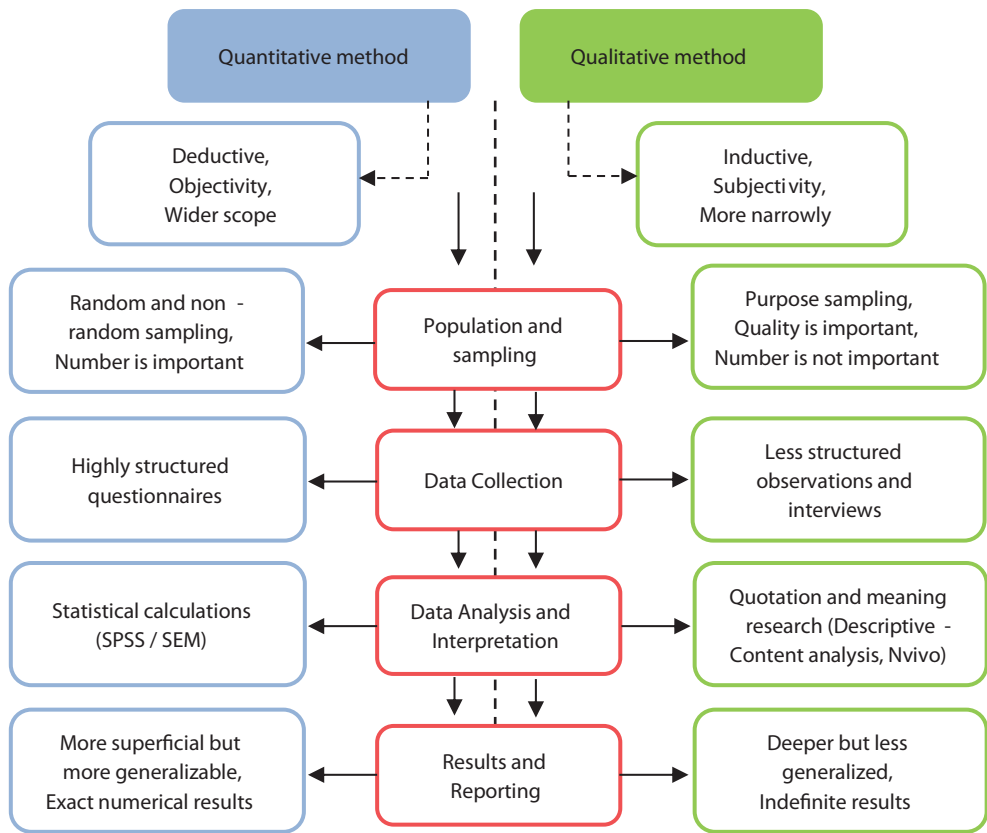 Quantitative method
Qualitative method
Deductive,
Objectivity,
Wider scope
Inductive,
Subjectivity,
More narrowly
Random and non -
random sampling,
Number is important
Population and
sampling
Purpose sampling,
Quality is important,
Number is not important
Highly structured
questionnaires
Data Collection
Less structured
observations and
interviews
Statistical calculations
(SPSS / SEM)
Data Analysis and
Interpretation
Quotation and meaning
research (Descriptive -
Content analysis, Nvivo)
More superficial but
more generalizable,
Exact numerical results
Results and
Reporting
Deeper but less
generalized,
Indefinite results